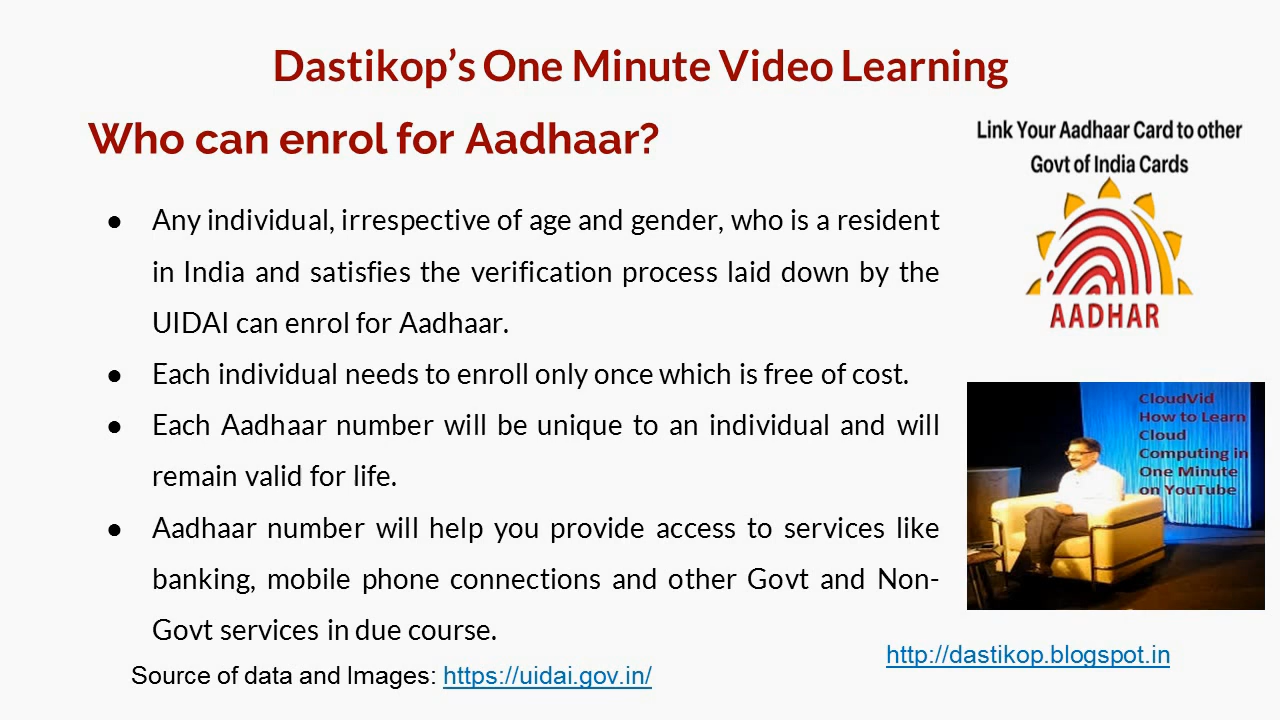 Dastikop’s One Minute Video Learning
Who can enrol for Aadhaar?
Link Your Aadhaar Card to other
Govt of India Cards
AADHAR
● Any individual, irrespective of age and gender, who is a resident
in India and satisfies the verification process laid down by the
UIDAI can enrol for Aadhaar.
● Each individual needs to enroll only once which is free of cost.
● Each Aadhaar number will be unique to an individual and will
remain valid for life.
● Aadhaar number will help you provide access to services like
banking, mobile phone connections and other Govt and Non-
Govt services in due course.
CloudVid
How to Learn
Cloud
Computing in
One Minute
on YouTube
http://dastikop.blogspot.in
Source of data and Images: https://uidai.gov.in/